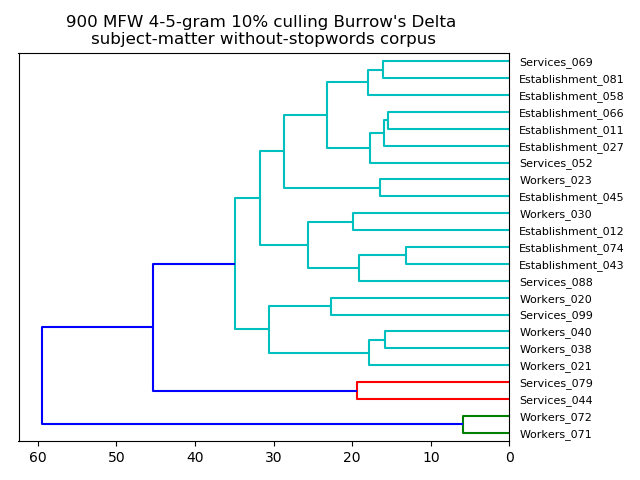 900 MFW 4-5-gram 10% culling Burrow's Delta
subject-matter without-stopwords corpus
Services_069
Establishment_081
Establishment_058
Establishment_066
Establishment_011
Establishment_027
Services_052
Workers_023
Establishment_045
Workers_030
Establishment_012
Establishment_074
Establishment_043
Services_088
Workers_020
Services_099
Workers_040
Workers_038
Workers_021
Services_079
Services_044
Workers_072
Workers_071
60 50 40 30 20 10 0